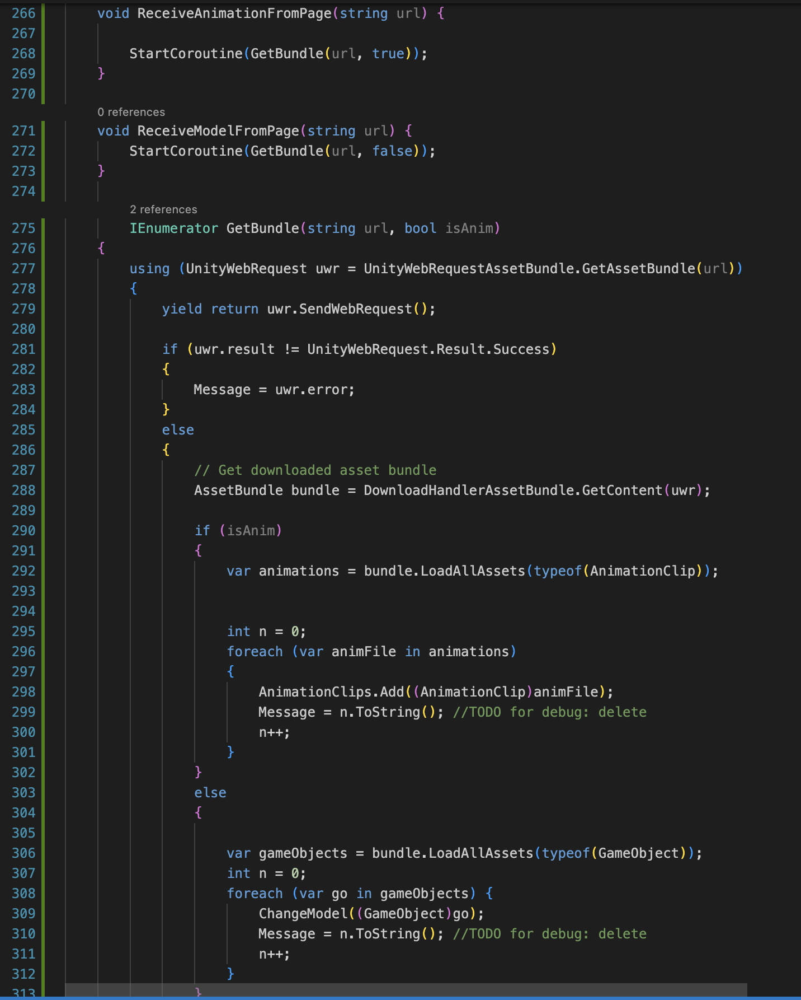 266 void ReceiveAnimationFromPage(string url) {
267
268 StartCoroutine(GetBundle(url, true));
269 }
270
0 references
271 void ReceiveModelFromPage(string url) {
272 StartCoroutine(GetBundle(url, false));
273 }
274
2 references
275 IEnumerator GetBundle(string url, bool isAnim)
276 {
277 using (UnityWebRequest uwr = UnityWebRequestAssetBundle.GetAssetBundle(url))
278 {
279 yield return uwr.SendWebRequest();
280
281 if (uwr.result != UnityWebRequest.Result.Success)
282 {
283 Message = uwr.error;
284 }
285 else
286 {
287 // Get downloaded asset bundle
288 AssetBundle bundle = DownloadHandlerAssetBundle.GetContent(uwr);
289
290 if (isAnim)
291 {
292 var animations = bundle.LoadAllAssets(typeof(AnimationClip));
293
294
295 int n = 0;
296 foreach (var animFile in animations)
297 {
298 AnimationClips.Add((AnimationClip)animFile);
299 Message = n.ToString(); //TODO for debug: delete
300 n++;
301 }
302 }
303 else
304 {
305
306 var gameObjects = bundle.LoadAllAssets(typeof(GameObject));
307 int n = 0;
308 foreach (var go in gameObjects) {
309 ChangeModel((GameObject)go);
310 Message = n.ToString(); //TODO for debug: delete
311 n++;
312 }
313 }